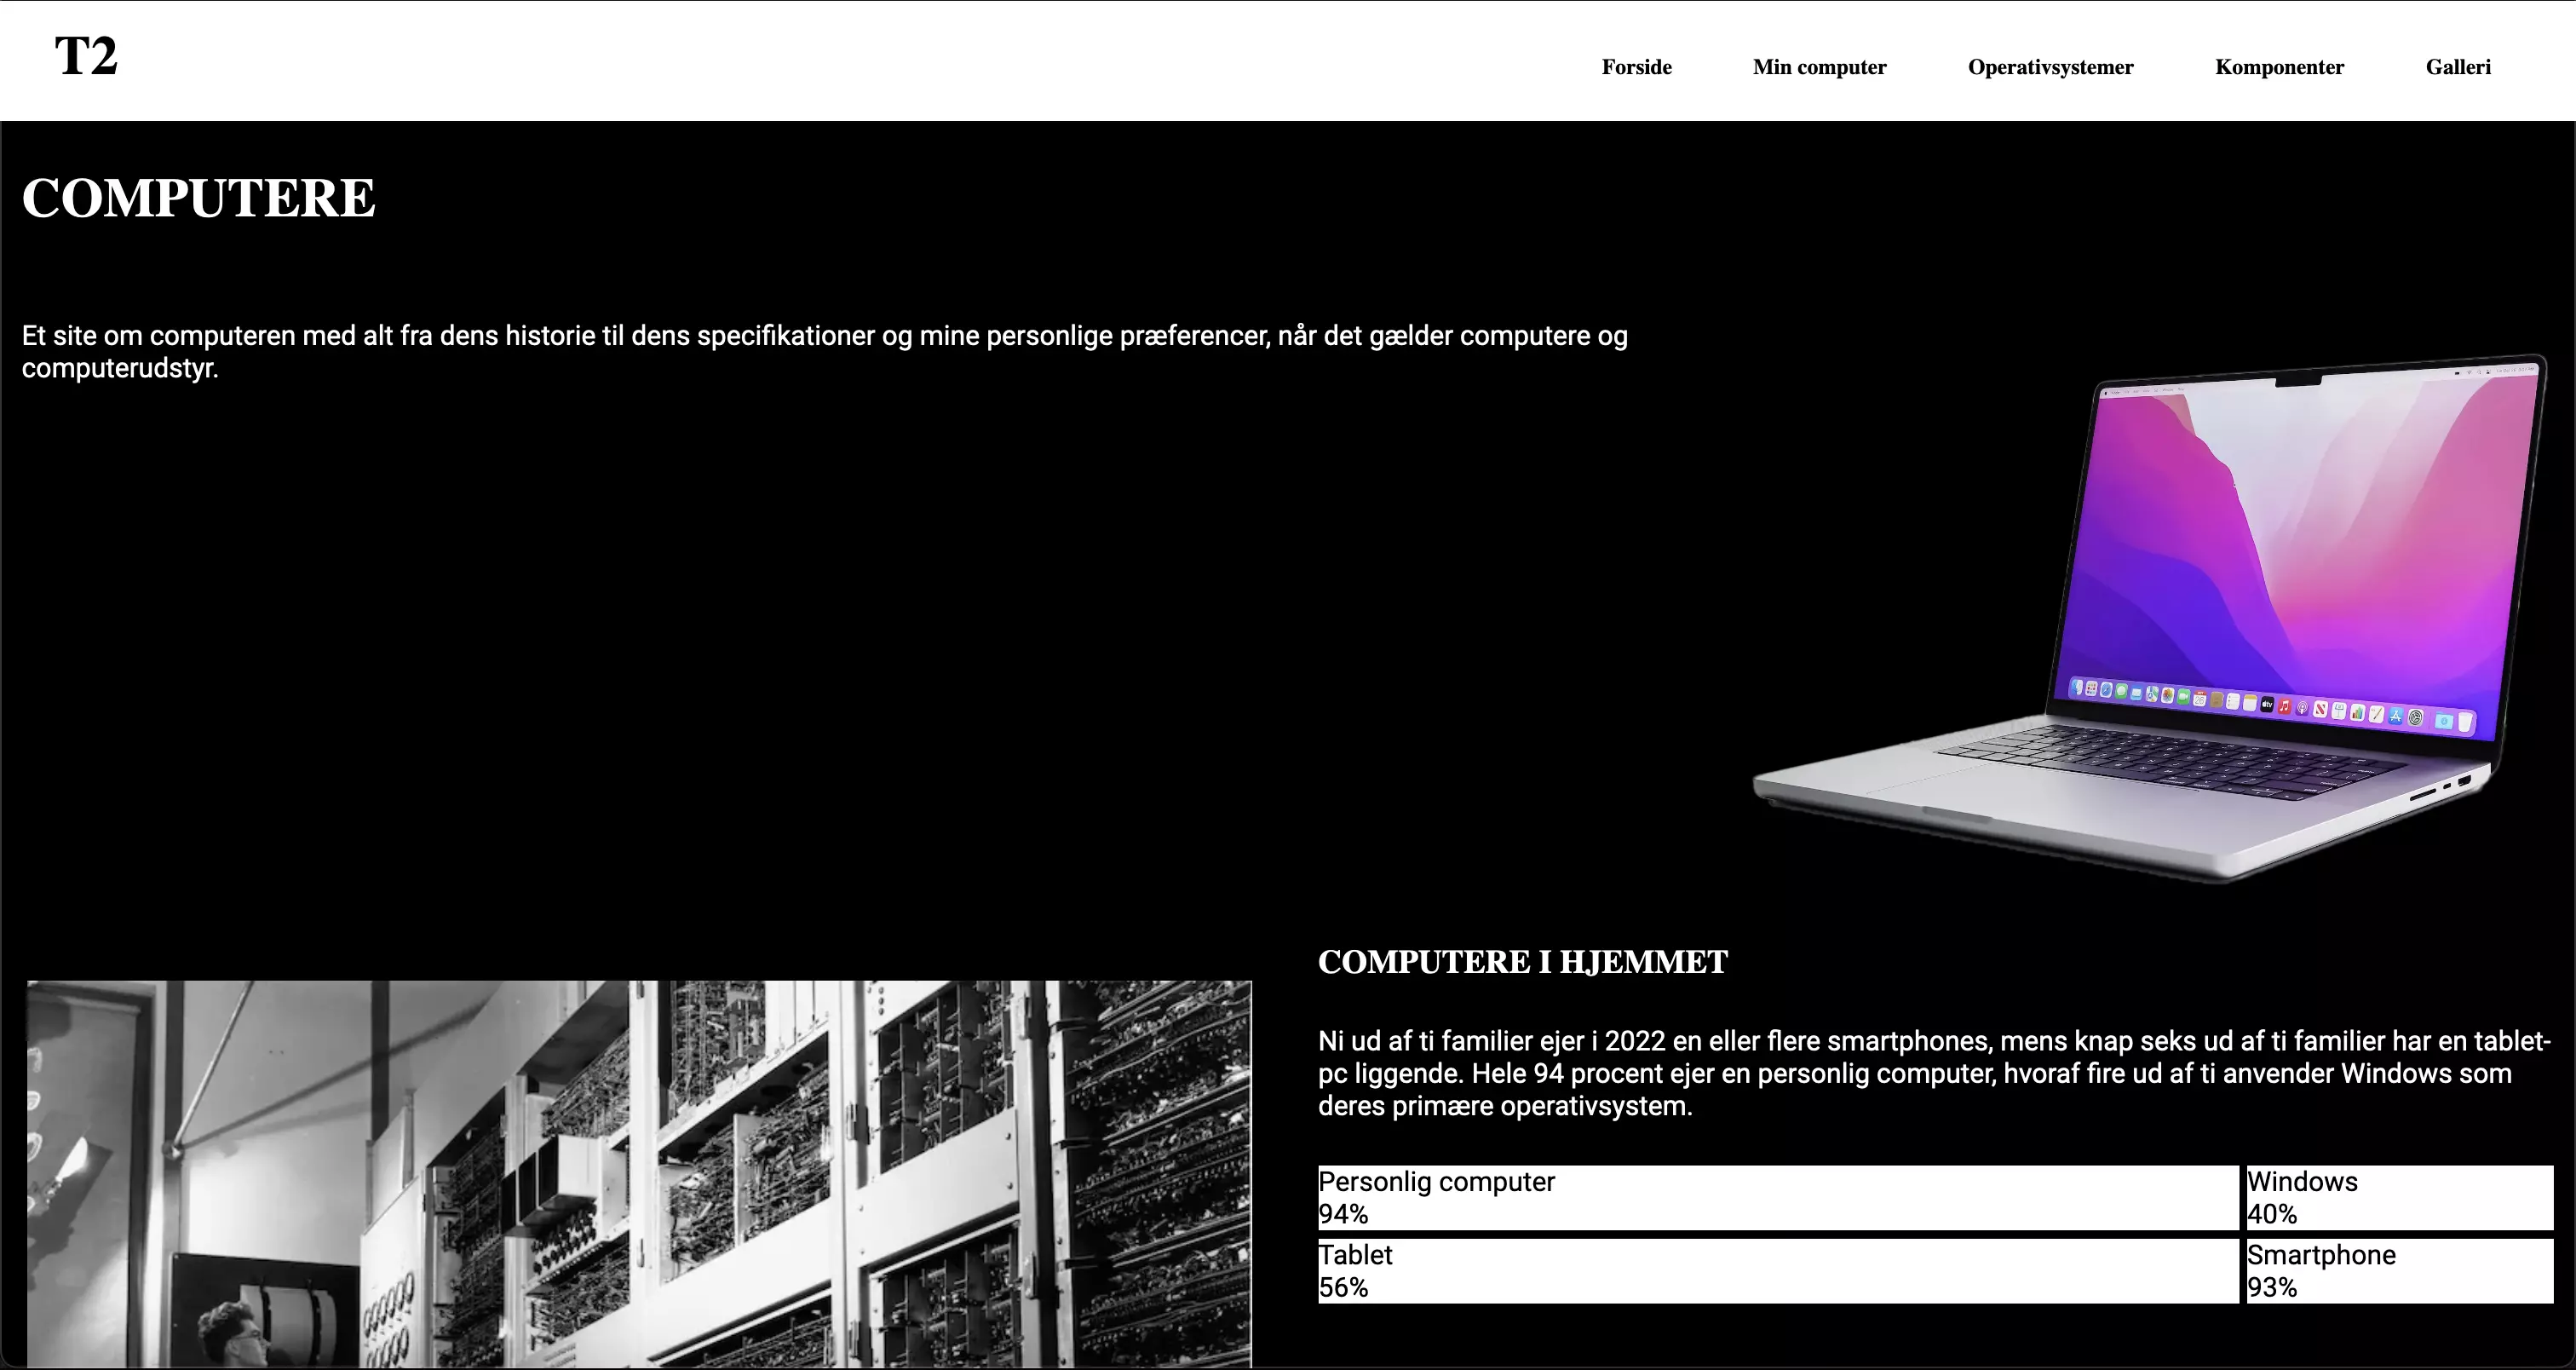 T2
Forside Min computer Operativsystemer Komponenter Galleri
COMPUTERE
Et site om computeren med alt fra dens historie til dens specifikationer og mine personlige præferencer, når det gælder computere og
computerudstyr.
COMPUTERE I HJEMMET
Ni ud af ti familier ejer i 2022 en eller flere smartphones, mens knap seks ud af ti familier har en tablet-
pc liggende. Hele 94 procent ejer en personlig computer, hvoraf fire ud af ti anvender Windows som
deres primære operativsystem.
Personlig computer
94%
Windows
40%
Tablet
56%
Smartphone
93%